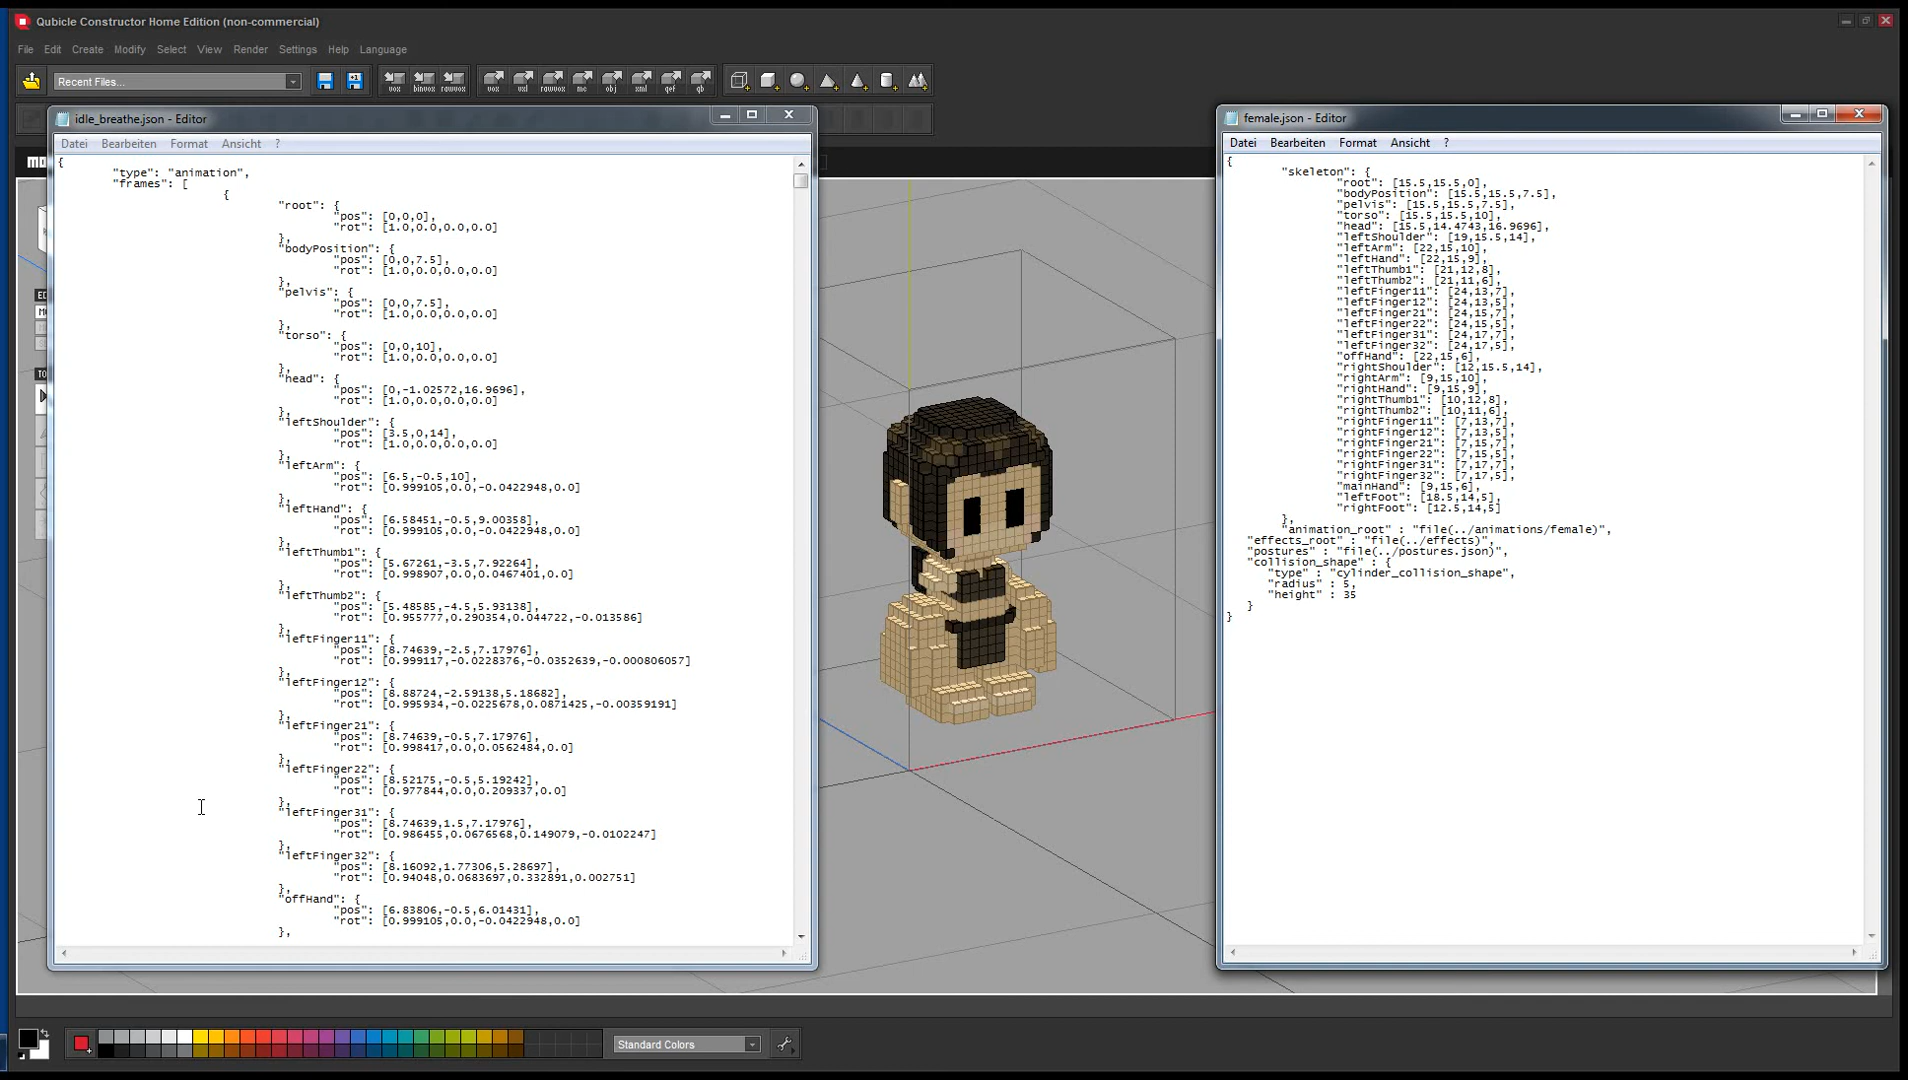 Qubicle Constructor Home Edition (non-commercial)
File Edit Create Modify Select View Render Settings Help Language
Recent Files...
vox binvox rawvox vox vxl rawvox mc obj xml qef qb
idle_breathe.json - Editor
Datei Bearbeiten Format Ansicht ?
{
"type": "animation",
"frames": [
{
"root": {
"pos": [0,0,0],
"rot": [1.0,0.0,0.0,0.0]
},
"bodyPosition": {
"pos": [0,0,7.5],
"rot": [1.0,0.0,0.0,0.0]
},
"pelvis": {
"pos": [0,0,7.5],
"rot": [1.0,0.0,0.0,0.0]
},
"torso": {
"pos": [0,0,10],
"rot": [1.0,0.0,0.0,0.0]
},
"head": {
"pos": [0,-1.02572,16.9696],
"rot": [1.0,0.0,0.0,0.0]
},
"leftShoulder": {
"pos": [3.5,0,14],
"rot": [1.0,0.0,0.0,0.0]
},
"leftArm": {
"pos": [6.5,-0.5,10],
"rot": [0.999105,0.0,-0.0422948,0.0]
},
"leftHand": {
"pos": [6.58451,-0.5,9.00358],
"rot": [0.999105,0.0,-0.0422948,0.0]
},
"leftThumb1": {
"pos": [5.67261,-3.5,7.92264],
"rot": [0.998907,0.0,0.0467401,0.0]
},
"leftThumb2": {
"pos": [5.48585,-4.5,5.93138],
"rot": [0.955777,0.290354,0.044722,-0.013586]
},
"leftFinger11": {
"pos": [8.74639,-2.5,7.17976],
"rot": [0.999117,-0.0228376,-0.0352639,-0.000806057]
},
"leftFinger12": {
"pos": [8.88724,-2.59138,5.18682],
"rot": [0.995934,-0.0225678,0.0871425,-0.00359191]
},
"leftFinger21": {
"pos": [8.74639,-0.5,7.17976],
"rot": [0.998417,0.0,0.0562484,0.0]
},
"leftFinger22": {
"pos": [8.52175,-0.5,5.19242],
"rot": [0.977844,0.0,0.209337,0.0]
},
"leftFinger31": {
"pos": [8.74639,1.5,7.17976],
"rot": [0.986455,0.0676568,0.149079,-0.0102247]
},
"leftFinger32": {
"pos": [8.16092,1.77306,5.28697],
"rot": [0.94048,0.0683697,0.332891,0.002751]
},
"offHand": {
"pos": [6.83806,-0.5,6.01431],
"rot": [0.999105,0.0,-0.0422948,0.0]
},
female.json - Editor
Datei Bearbeiten Format Ansicht ?
{
"skeleton": {
"root": [15.5,15.5,0],
"bodyPosition": [15.5,15.5,7.5],
"pelvis": [15.5,15.5,7.5],
"torso": [15.5,15.5,10],
"head": [15.5,14.4743,16.9696],
"leftShoulder": [19,15.5,14],
"leftArm": [22,15,10],
"leftHand": [22,15,9],
"leftThumb1": [21,12,8],
"leftThumb2": [21,11,6],
"leftFinger11": [24,13,7],
"leftFinger12": [24,13,5],
"leftFinger21": [24,15,7],
"leftFinger22": [24,15,5],
"leftFinger31": [24,17,7],
"leftFinger32": [24,17,5],
"offHand": [22,15,6],
"rightShoulder": [12,15.5,14],
"rightArm": [9,15,10],
"rightHand": [9,15,9],
"rightThumb1": [10,12,8],
"rightThumb2": [10,11,6],
"rightFinger11": [7,13,7],
"rightFinger12": [7,13,5],
"rightFinger21": [7,15,7],
"rightFinger22": [7,15,5],
"rightFinger31": [7,17,7],
"rightFinger32": [7,17,5],
"mainHand": [9,15,6],
"leftFoot": [18.5,14,5],
"rightFoot": [12.5,14,5]
},
"animation_root" : "file(../animations/female)",
"effects_root" : "file(../effects)",
"postures" : "file(../postures.json)",
"collision_shape" : {
"type" : "cylinder_collision_shape",
"radius" : 5,
"height" : 35
}
}
Standard Colors